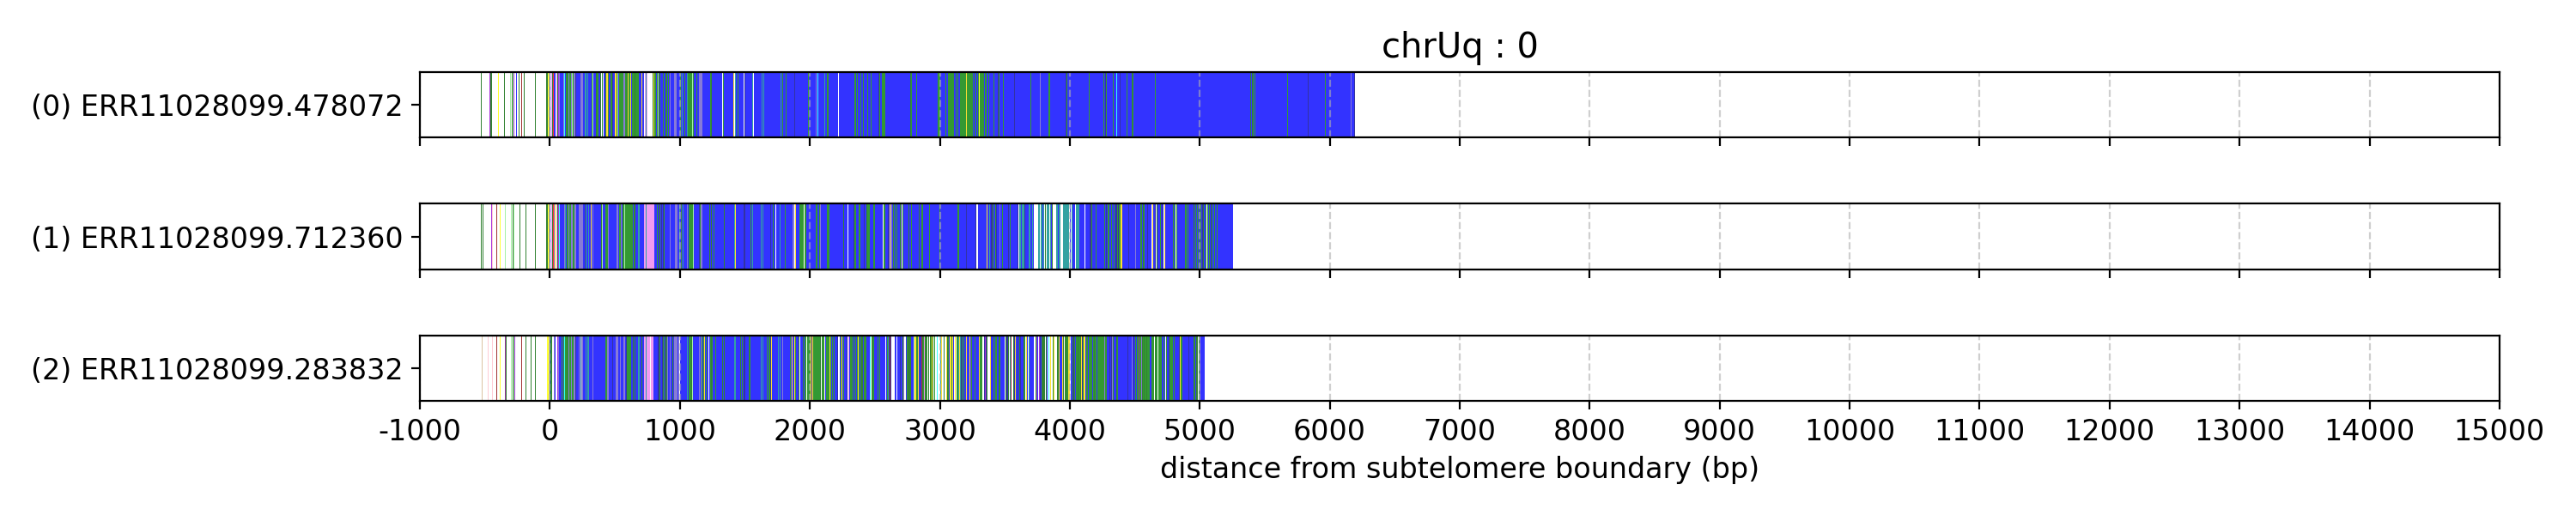 chrUq : 0
(0) ERR11028099.478072
(1) ERR11028099.712360
(2) ERR11028099.283832
-1000 0 1000 2000 3000 4000 5000 6000 7000 8000 9000 10000 11000 12000 13000 14000 15000
distance from subtelomere boundary (bp)